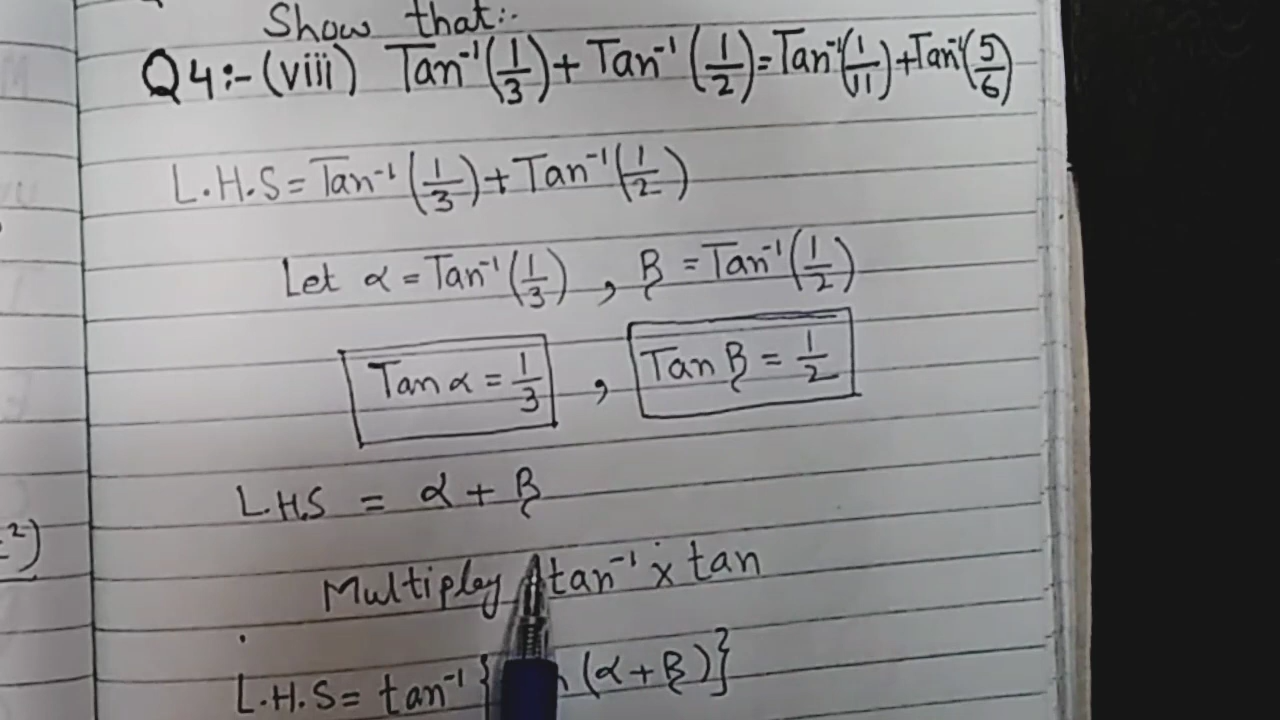 Show that:-
Q4:- (viii) Tan⁻¹(1/3) + Tan⁻¹(1/2) = Tan⁻¹(1/11) + Tan⁻¹(5/6)
L.H.S = Tan⁻¹(1/3) + Tan⁻¹(1/2)
Let α = Tan⁻¹(1/3) , β = Tan⁻¹(1/2)
Tan α = 1/3 , Tan β = 1/2
L.H.S = α + β
Multipley tan⁻¹ × tan
L.H.S = tan⁻¹ { (α + β)}